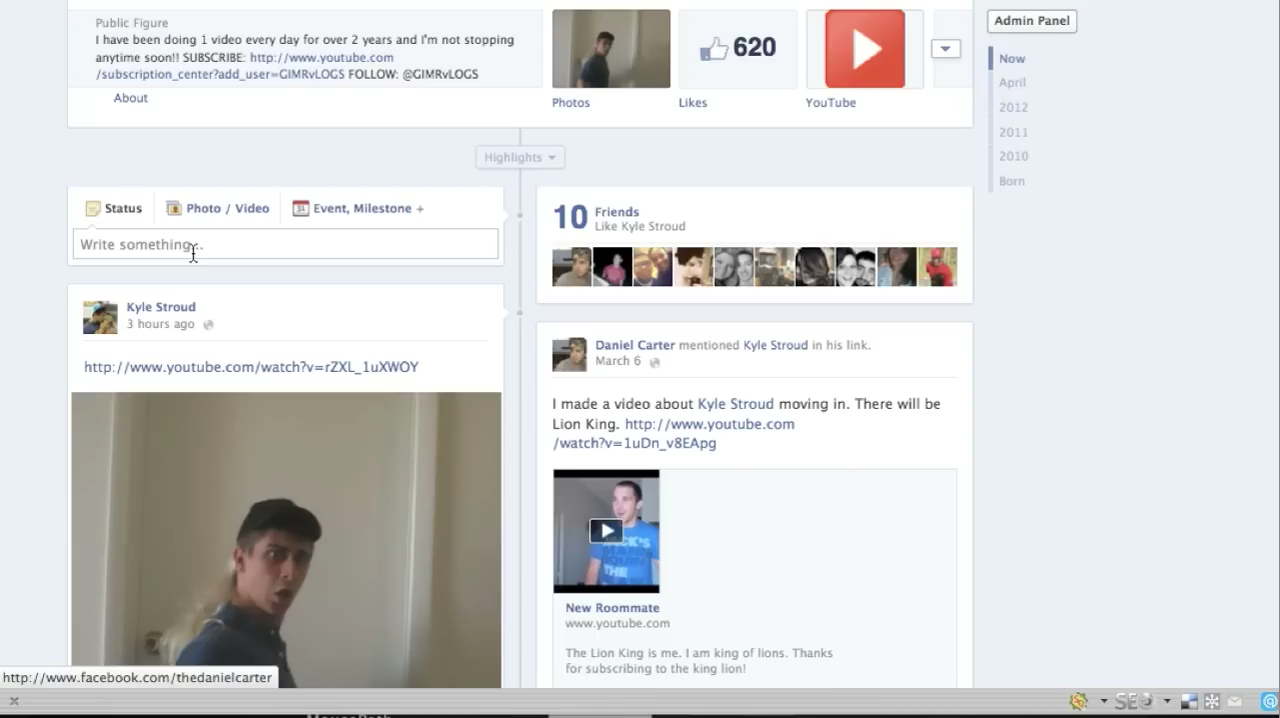 Public Figure
I have been doing 1 video every day for over 2 years and I'm not stopping
anytime soon!! SUBSCRIBE: http://www.youtube.com
/subscription_center?add_user=GIMRvLOGS FOLLOW: @GIMRvLOGS
About
Photos
620
Likes
YouTube
Admin Panel
Now
April
2012
2011
2010
Born
Highlights
Status
Photo / Video
31
Event, Milestone +
Write something...
10 Friends
Like Kyle Stroud
Kyle Stroud
3 hours ago
http://www.youtube.com/watch?v=rZXL_1uXWOY
Daniel Carter mentioned Kyle Stroud in his link.
March 6
I made a video about Kyle Stroud moving in. There will be
Lion King. http://www.youtube.com
/watch?v=1uDn_v8EApg
New Roommate
www.youtube.com
The Lion King is me. I am king of lions. Thanks
for subscribing to the king lion!
http://www.facebook.com/thedanielcarter
SEO